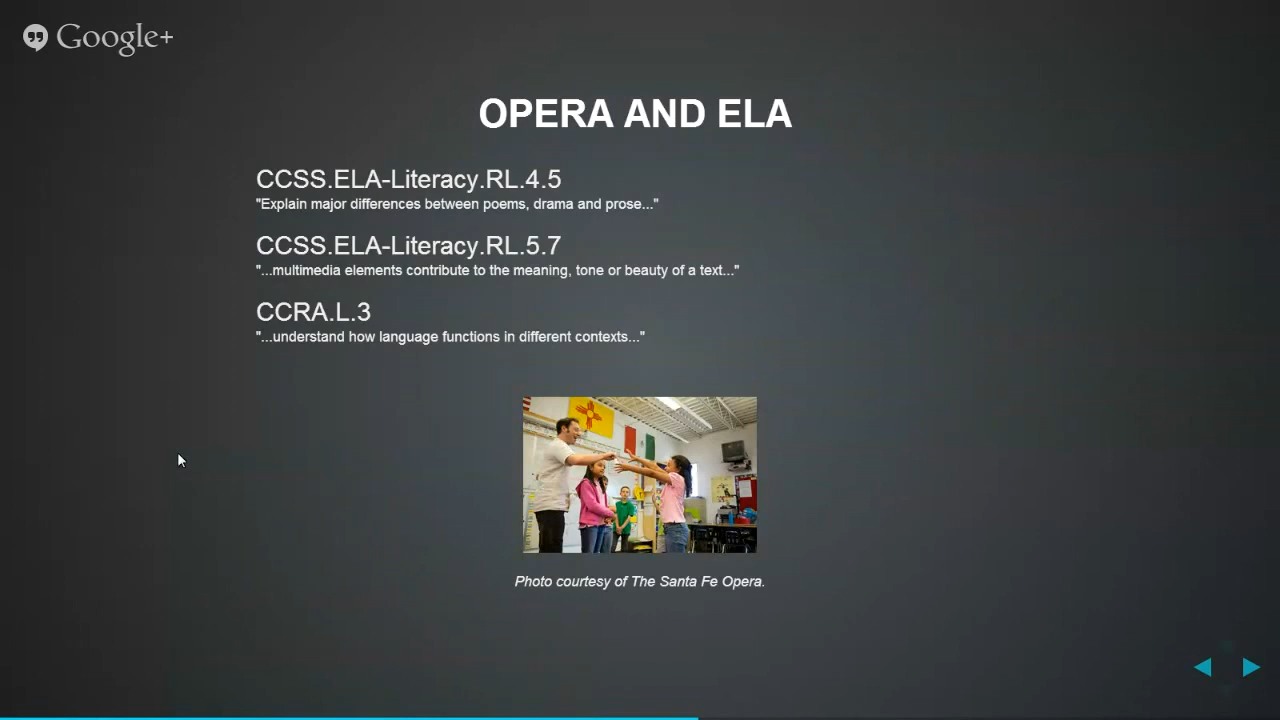 Google+
OPERA AND ELA
CCSS.ELA-Literacy.RL.4.5
"Explain major differences between poems, drama and prose..."
CCSS.ELA-Literacy.RL.5.7
"...multimedia elements contribute to the meaning, tone or beauty of a text..."
CCRA.L.3
"...understand how language functions in different contexts..."
Photo courtesy of The Santa Fe Opera.